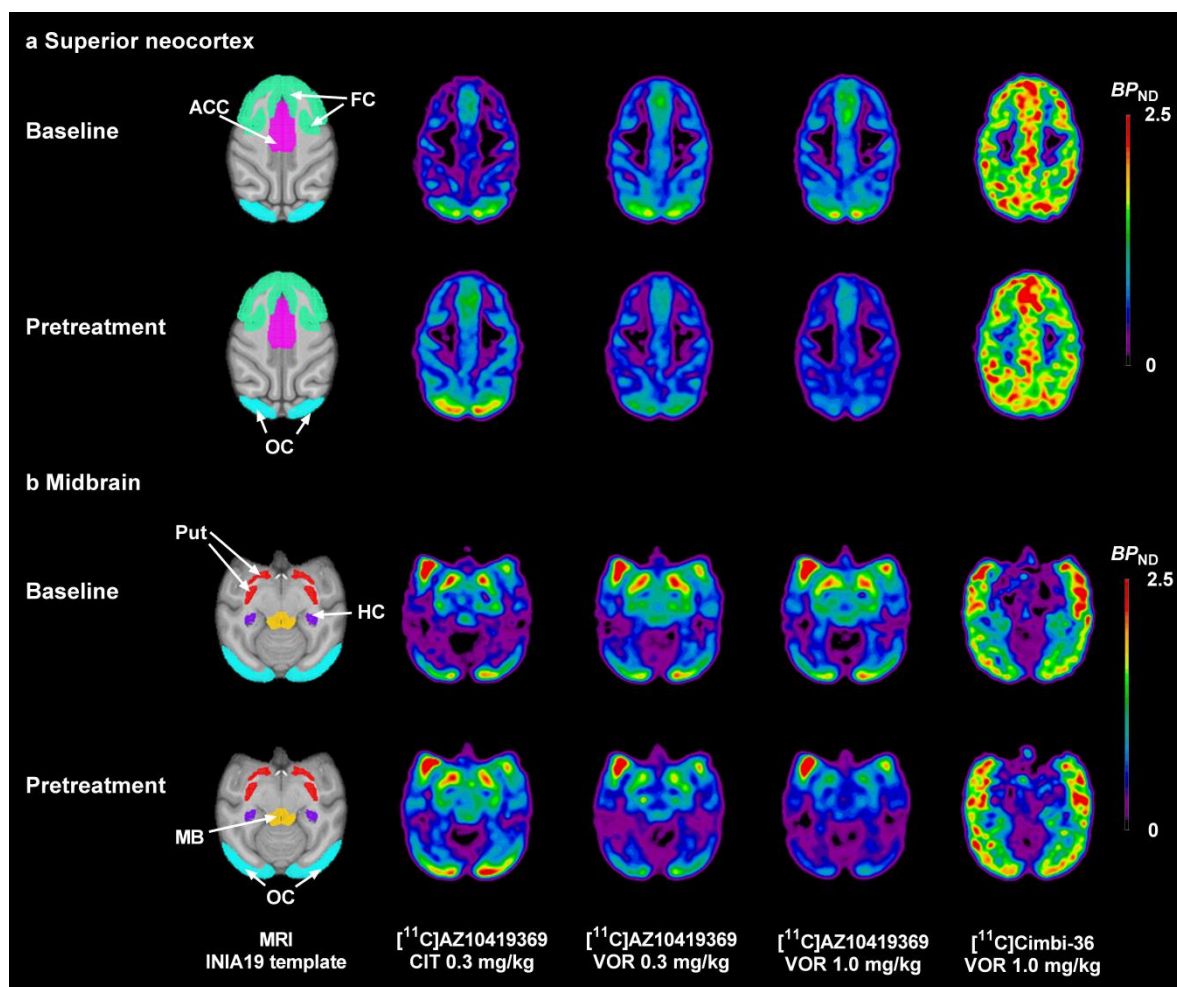 a Superior neocortex
ACC
FC
BP_ND
2.5
Baseline
0
Pretreatment
OC
b Midbrain
Put
BP_ND
2.5
Baseline
HC
Pretreatment
0
MB
OC
MRI
INIA19 template
[¹¹C]AZ10419369
CIT 0.3 mg/kg
[¹¹C]AZ10419369
VOR 0.3 mg/kg
[¹¹C]AZ10419369
VOR 1.0 mg/kg
[¹¹C]Cimbi-36
VOR 1.0 mg/kg